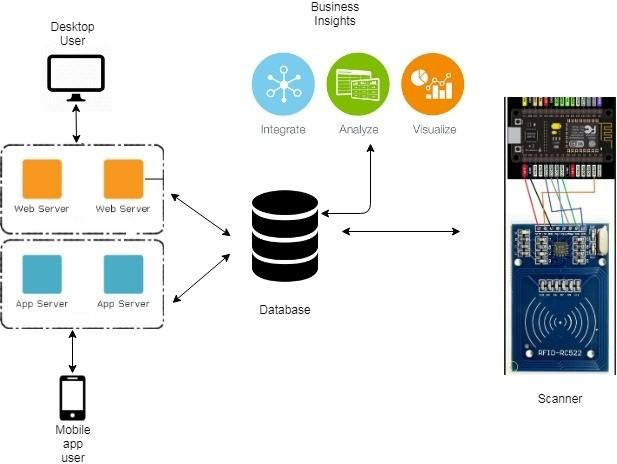 Business
Insights
Desktop
User
Integrate
Analyze
Visualize
Web Server
Web Server
App Server
App Server
Database
RFID-RC522
Scanner
Mobile
app
user